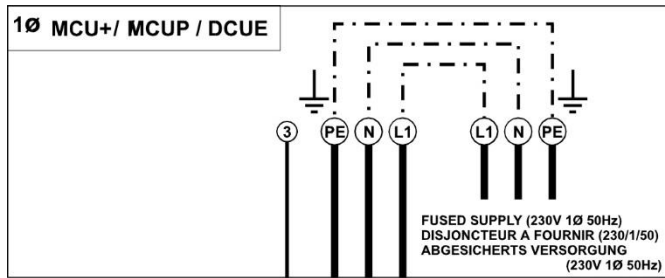 1Ø MCU+/ MCUP / DCUE
3 PE N L1 L1 N PE
FUSED SUPPLY (230V 1Ø 50Hz)
DISJONCTEUR A FOURNIR (230/1/50)
ABGESICHERTS VERSORGUNG
(230V 1Ø 50Hz)